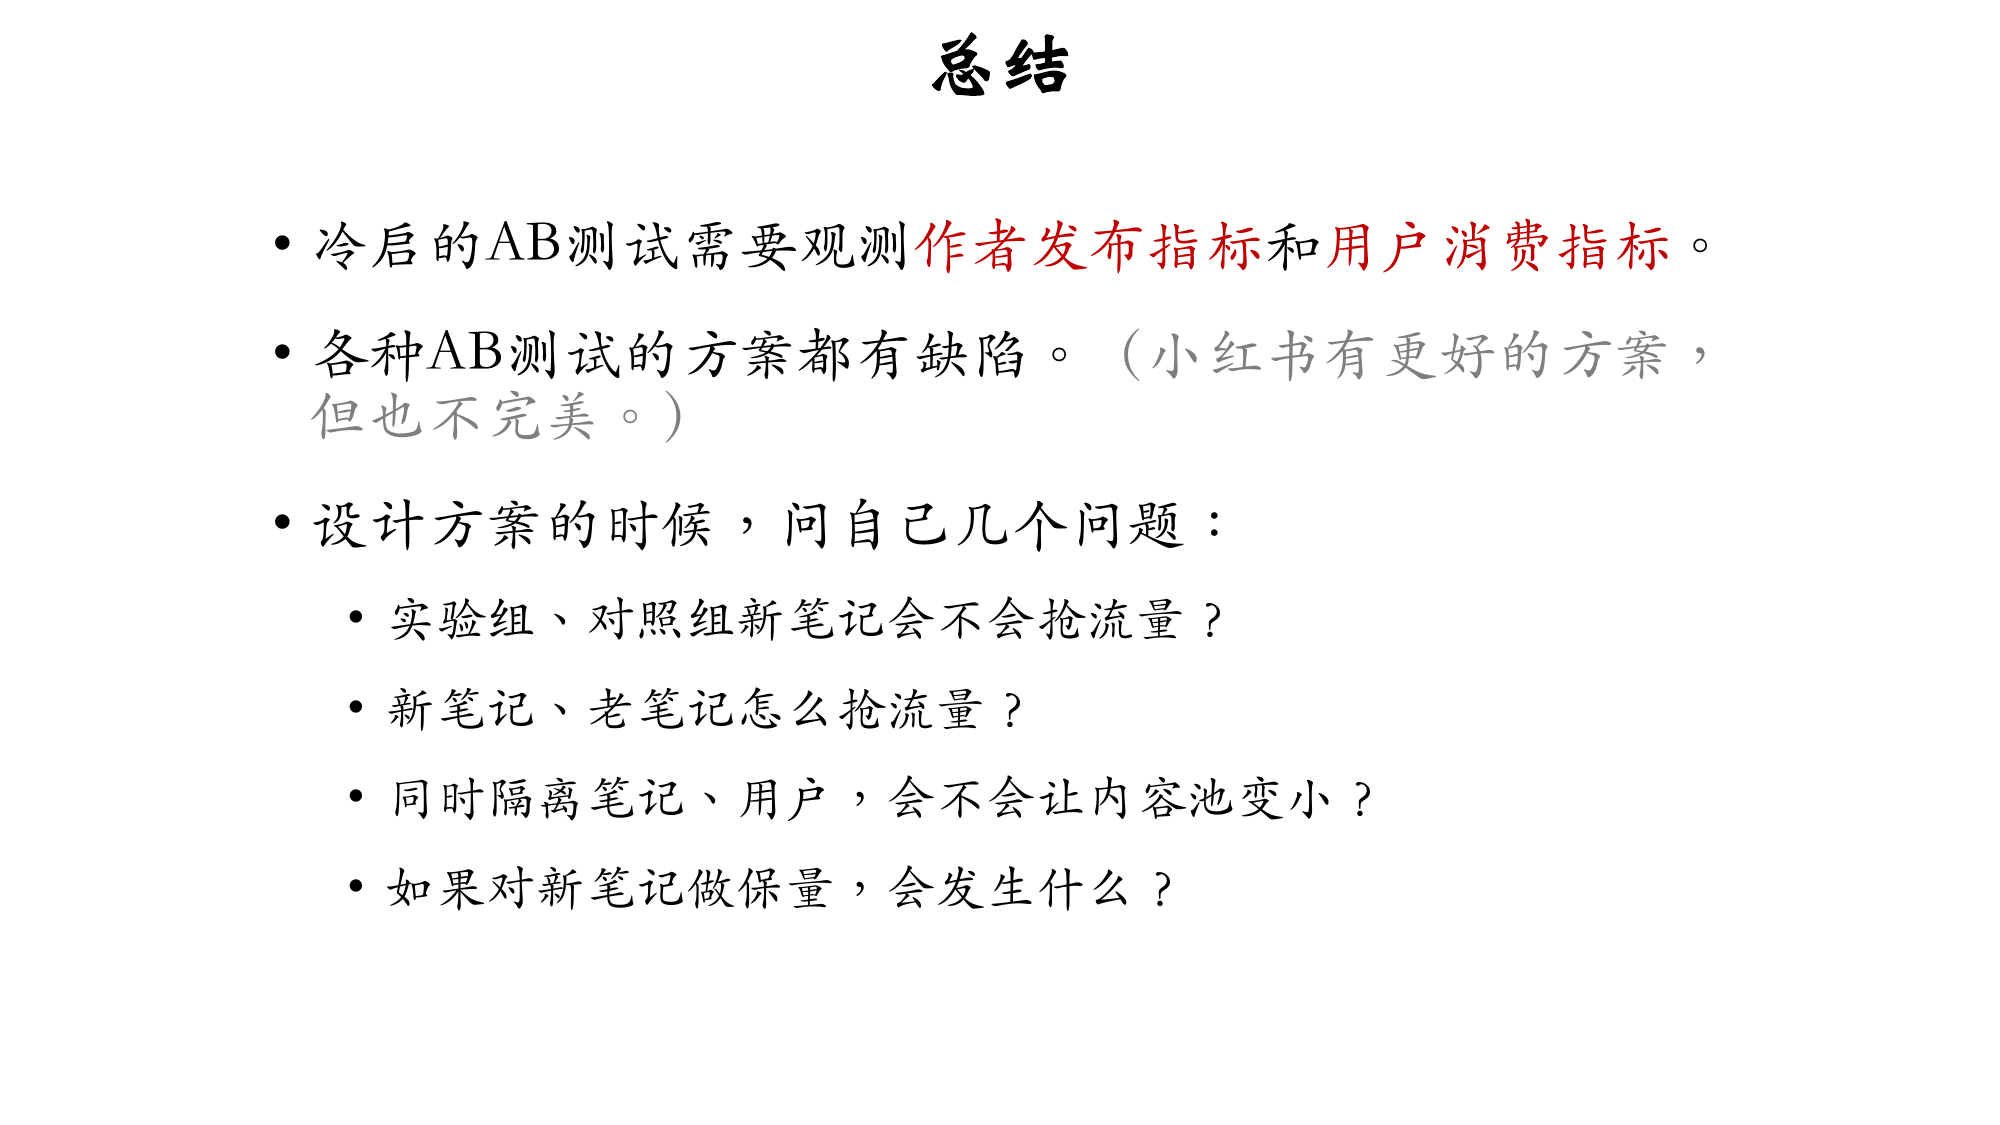 总结
• 冷启的AB测试需要观测作者发布指标和用户消费指标。
• 各种AB测试的方案都有缺陷。（小红书有更好的方案，
但也不完美。）
• 设计方案的时候，问自己几个问题：
• 实验组、对照组新笔记会不会抢流量？
• 新笔记、老笔记怎么抢流量？
• 同时隔离笔记、用户，会不会让内容池变小？
• 如果对新笔记做保量，会发生什么？